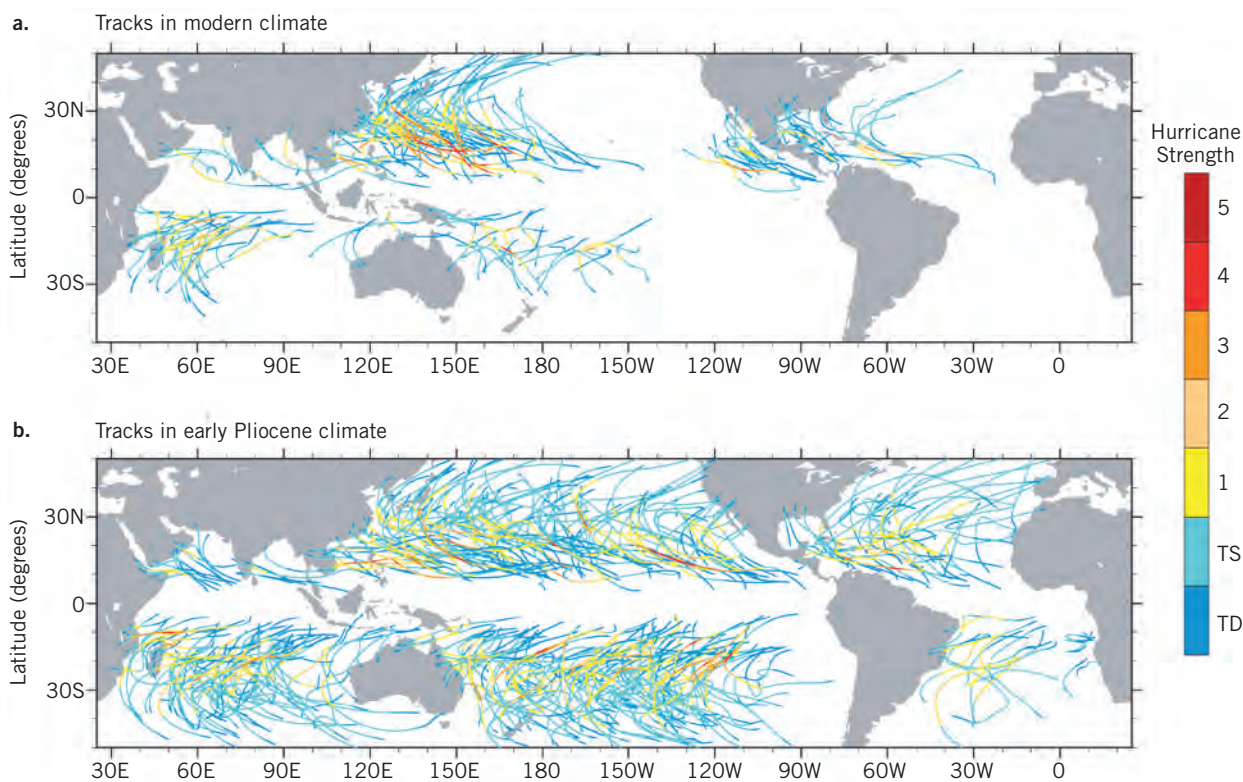 a. Tracks in modern climate
Latitude (degrees)
30N
0
30S
30E 60E 90E 120E 150E 180 150W 120W 90W 60W 30W 0
b. Tracks in early Pliocene climate
Latitude (degrees)
30N
0
30S
30E 60E 90E 120E 150E 180 150W 120W 90W 60W 30W 0
Hurricane
Strength
5
4
3
2
1
TS
TD